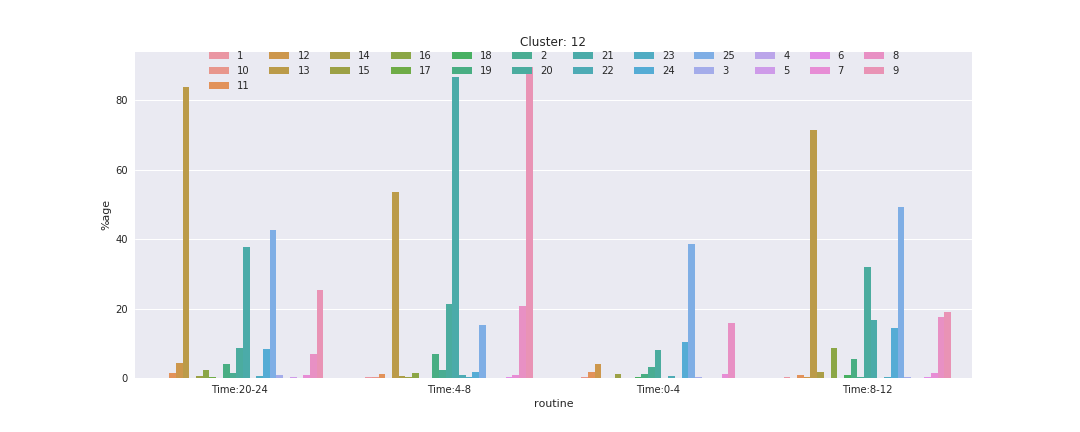 Cluster: 12
1 12 14 16 18 2 21 23 25 4 6 8
10 13 15 17 19 20 22 24 3 5 7 9
11
80
60
40
20
0
%age
Time:20-24 Time:4-8 Time:0-4 Time:8-12
routine